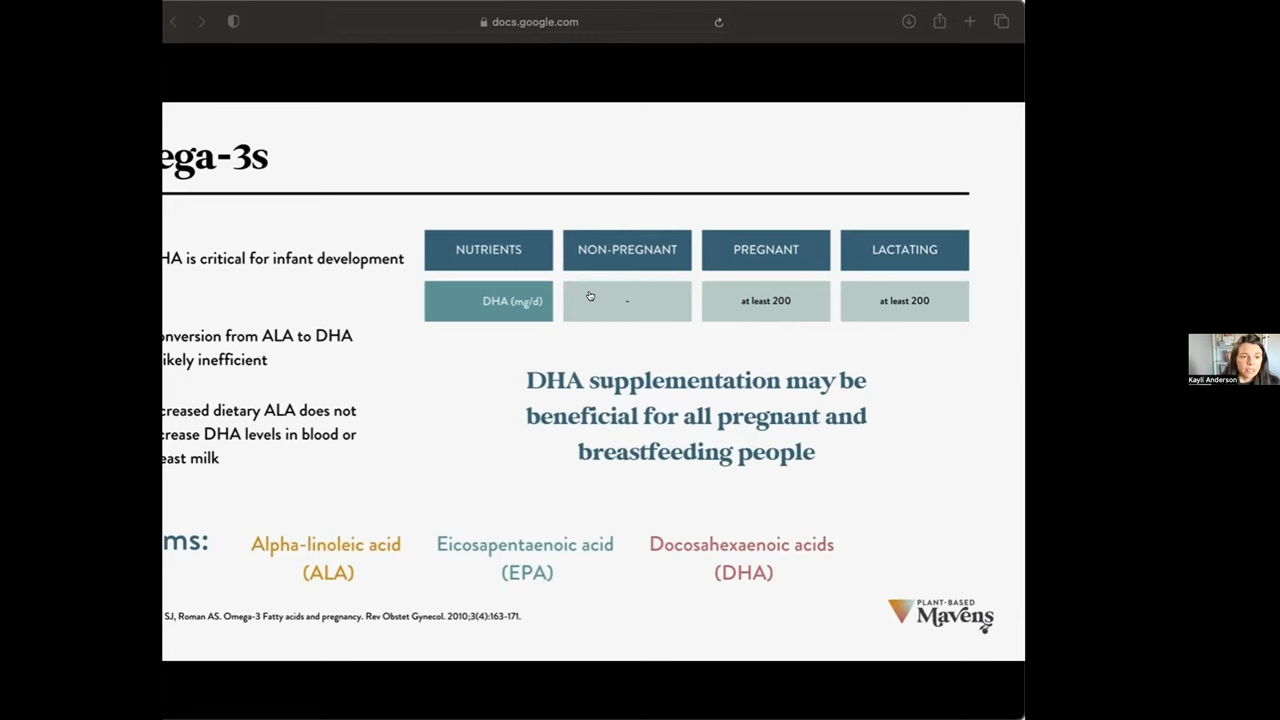 docs.google.com
ega-3s
HA is critical for infant development
onversion from ALA to DHA
ikely inefficient
creased dietary ALA does not
crease DHA levels in blood or
east milk
NUTRIENTS NON-PREGNANT PREGNANT LACTATING
DHA (mg/d) - at least 200 at least 200
DHA supplementation may be
beneficial for all pregnant and
breastfeeding people
ms:
Alpha-linoleic acid
(ALA)
Eicosapentaenoic acid
(EPA)
Docosahexaenoic acids
(DHA)
SJ, Roman AS. Omega-3 Fatty acids and pregnancy. Rev Obstet Gynecol. 2010;3(4):163-171.
PLANT-BASED
Mavens
Kayli Anderson